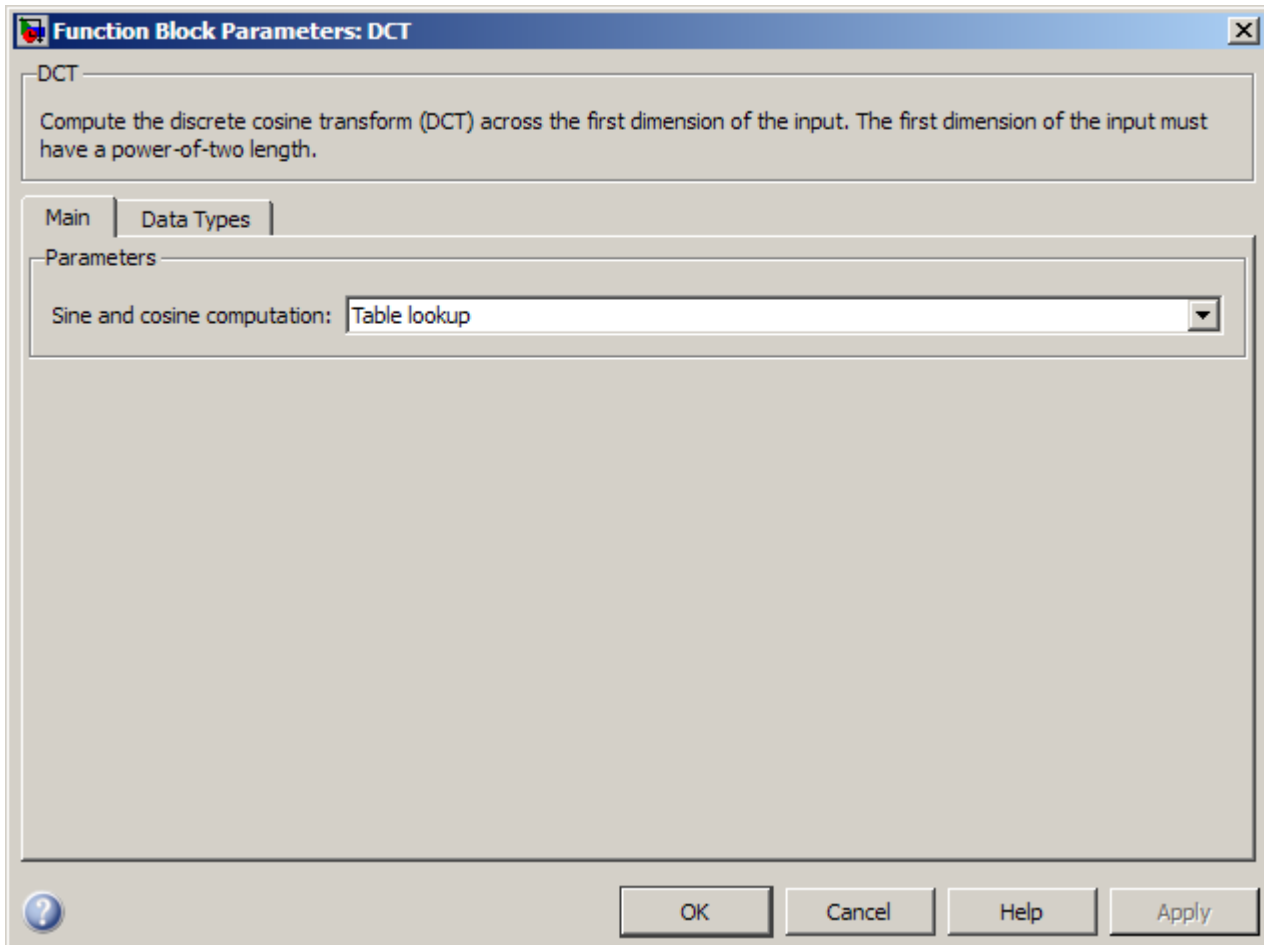 Function Block Parameters: DCT
DCT
Compute the discrete cosine transform (DCT) across the first dimension of the input. The first dimension of the input must
have a power-of-two length.
Main Data Types
Parameters
Sine and cosine computation: Table lookup
OK Cancel Help Apply